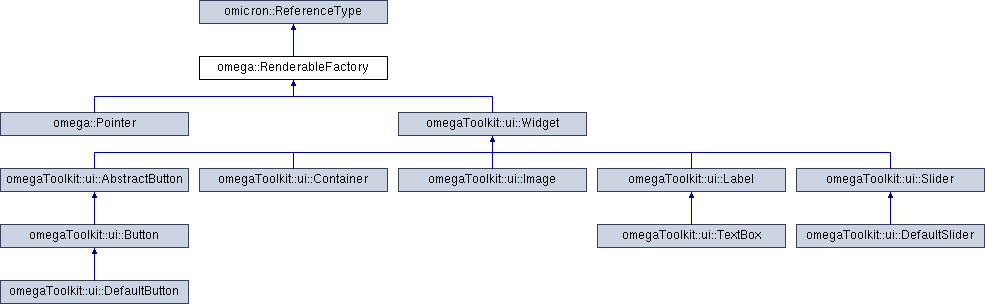 omicron::ReferenceType
omega::RenderableFactory
omega::Pointer
omegaToolkit::ui::Widget
omegaToolkit::ui::AbstractButton
omegaToolkit::ui::Container
omegaToolkit::ui::Image
omegaToolkit::ui::Label
omegaToolkit::ui::Slider
omegaToolkit::ui::Button
omegaToolkit::ui::TextBox
omegaToolkit::ui::DefaultSlider
omegaToolkit::ui::DefaultButton